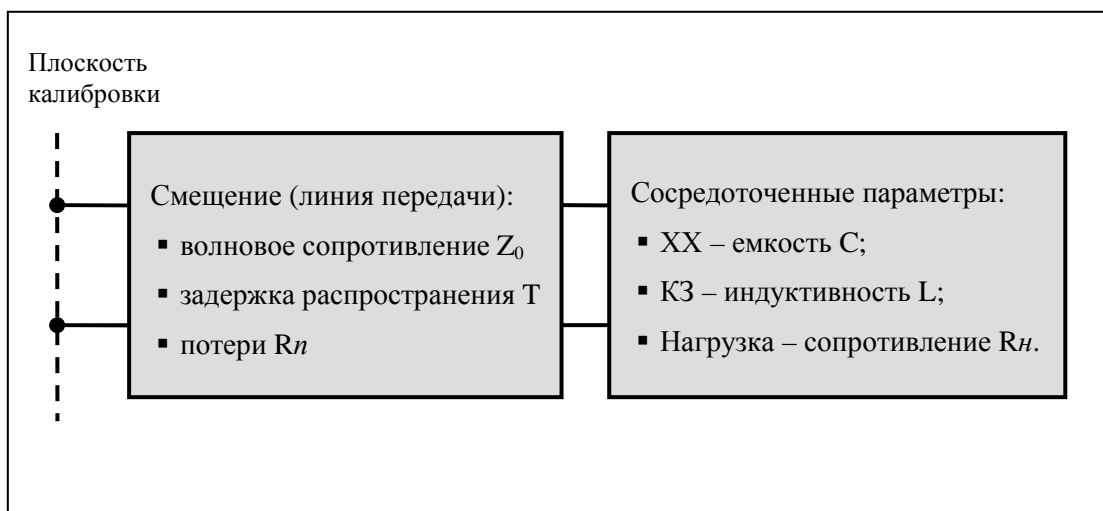 Плоскость
калибровки
Смещение (линия передачи):
▪ волновое сопротивление Z₀
▪ задержка распространения T
▪ потери Rп
Сосредоточенные параметры:
▪ ХХ – емкость C;
▪ КЗ – индуктивность L;
▪ Нагрузка – сопротивление Rн.